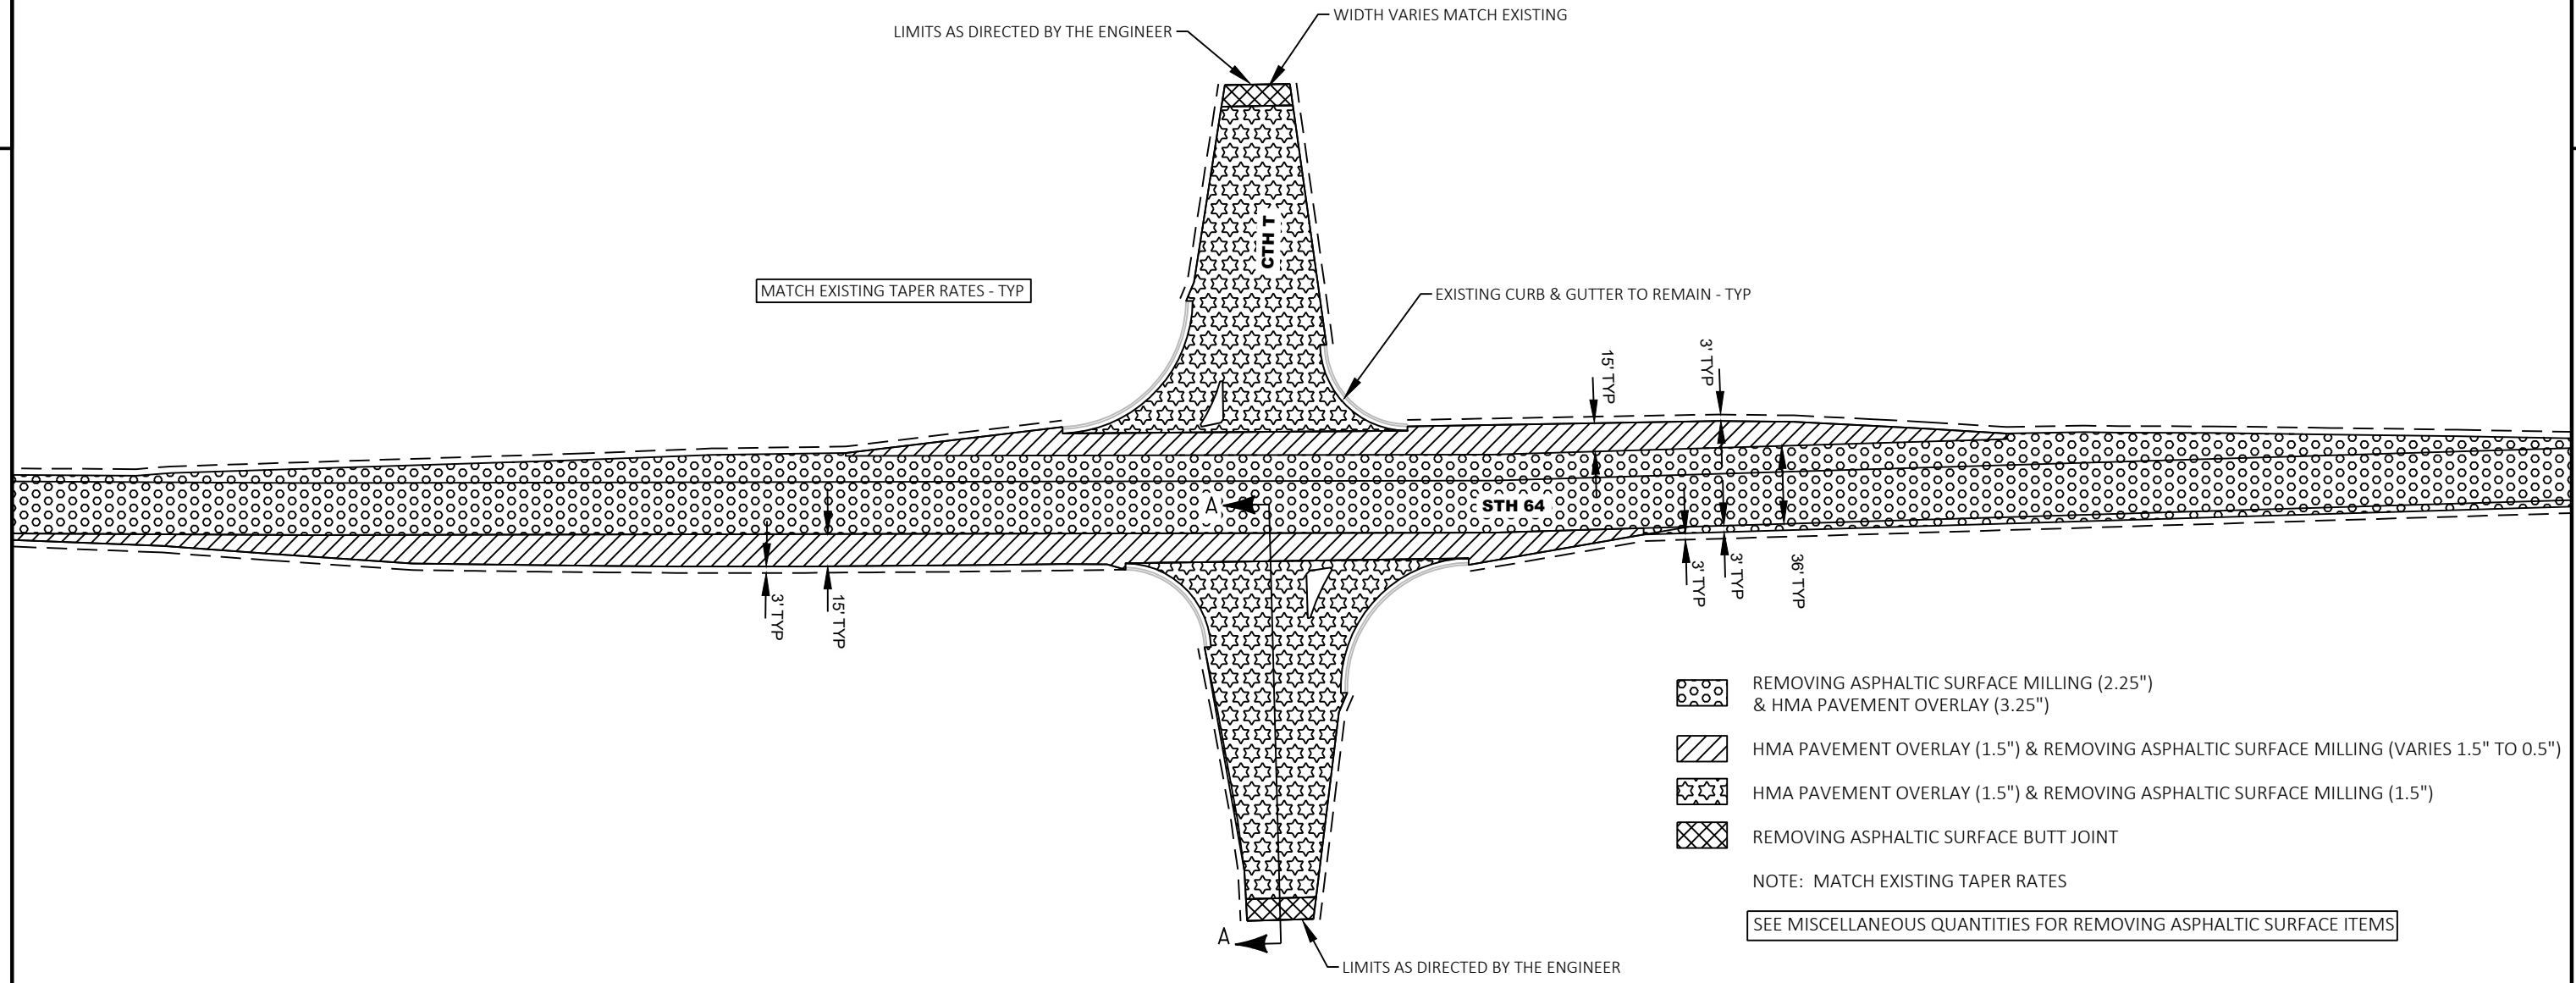 WIDTH VARIES MATCH EXISTING
LIMITS AS DIRECTED BY THE ENGINEER
CTH T
MATCH EXISTING TAPER RATES - TYP
EXISTING CURB & GUTTER TO REMAIN - TYP
15' TYP
3' TYP
A
STH 64
3' TYP
15' TYP
3' TYP
3' TYP
36' TYP
REMOVING ASPHALTIC SURFACE MILLING (2.25")
& HMA PAVEMENT OVERLAY (3.25")
HMA PAVEMENT OVERLAY (1.5") & REMOVING ASPHALTIC SURFACE MILLING (VARIES 1.5" TO 0.5")
HMA PAVEMENT OVERLAY (1.5") & REMOVING ASPHALTIC SURFACE MILLING (1.5")
REMOVING ASPHALTIC SURFACE BUTT JOINT
NOTE:  MATCH EXISTING TAPER RATES
SEE MISCELLANEOUS QUANTITIES FOR REMOVING ASPHALTIC SURFACE ITEMS
A
LIMITS AS DIRECTED BY THE ENGINEER